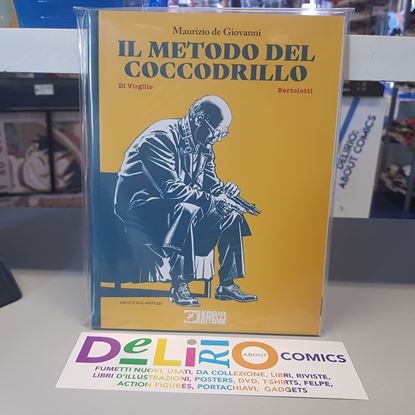 Maurizio de Giovanni
IL METODO DEL
COCCODRILLO
Di Virgilio
Bertolotti
SERGIO
BONELLI
EDITORE
DELIRIO
ABOUT COMICS
DELiRiO ABOUT COMICS
FUMETTI NUOVI, USATI, DA COLLEZIONE, LIBRI, RIVISTE,
LIBRI D'ILLUSTRAZIONI, POSTERS, DVD, T-SHIRTS, FELPE,
ACTION FIGURES, PORTACHIAVI, GADGETS